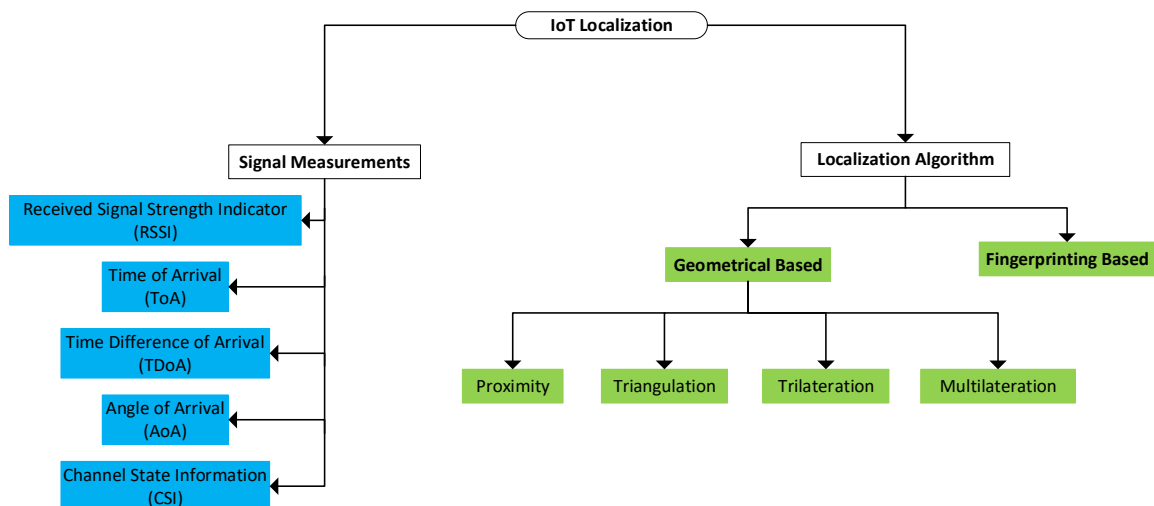 IoT Localization
Signal Measurements
Received Signal Strength Indicator
(RSSI)
Time of Arrival
(ToA)
Time Difference of Arrival
(TDoA)
Angle of Arrival
(AoA)
Channel State Information
(CSI)
Localization Algorithm
Geometrical Based
Fingerprinting Based
Proximity
Triangulation
Trilateration
Multilateration